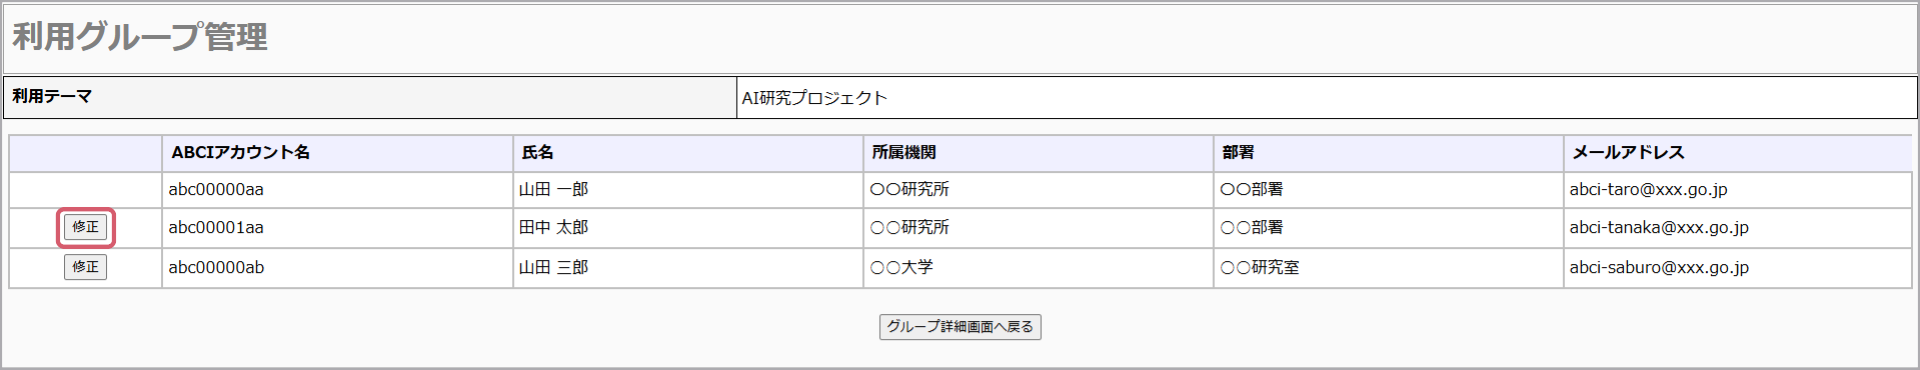 利用グループ管理
利用テーマ AI研究プロジェクト
ABCIアカウント名 氏名 所属機関 部署 メールアドレス
abc00000aa 山田 一郎 〇〇研究所 〇〇部署 abci-taro@xxx.go.jp
修正 abc00001aa 田中 太郎 ○○研究所 ○○部署 abci-tanaka@xxx.go.jp
修正 abc00000ab 山田 三郎 ○○大学 ○○研究室 abci-saburo@xxx.go.jp
グループ詳細画面へ戻る